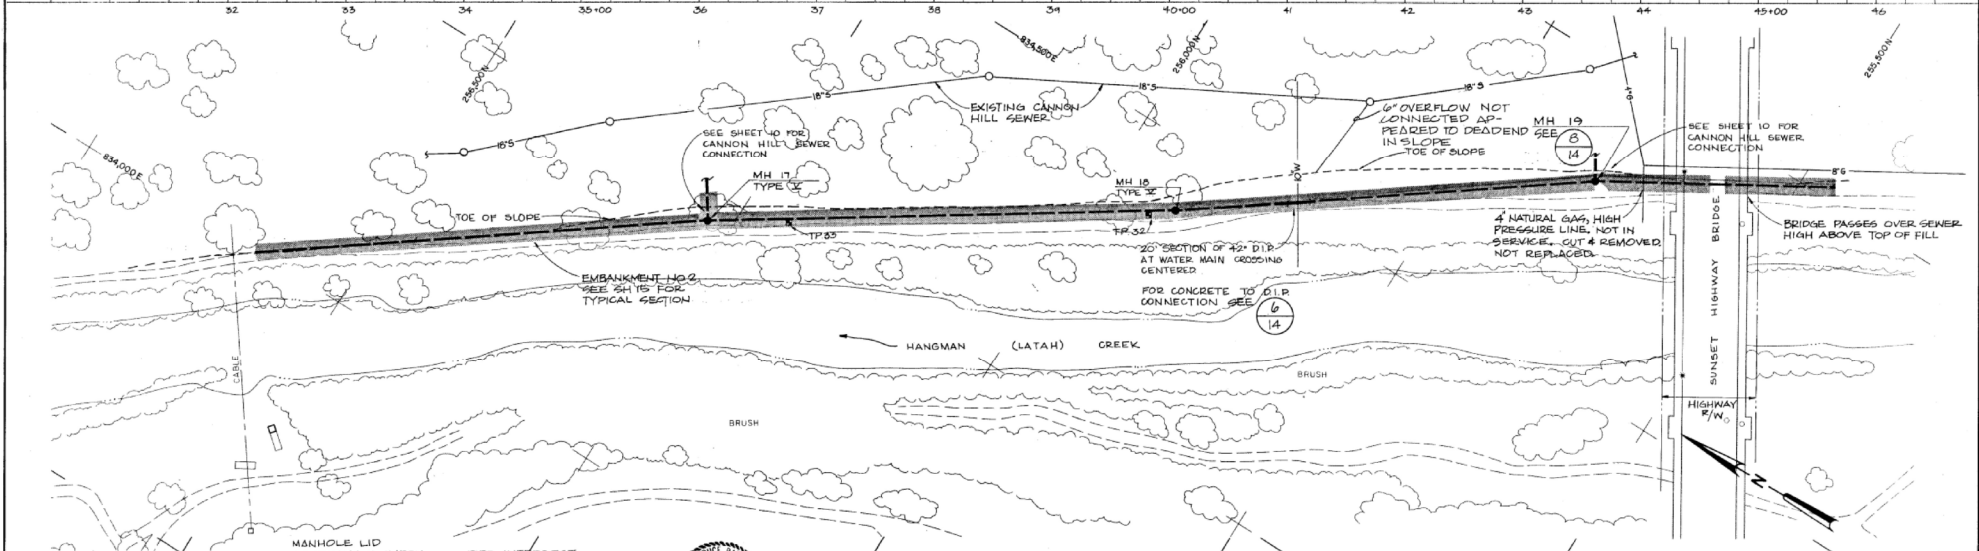 32 34 35+00 36 37 38 39 40+00 41 42 43 44 45+00 46
834,500E
256,500N
256,000N
255,500N
834,000E
18"S
18"S
18"S
18"S
EXISTING CANNON
HILL SEWER
SEE SHEET 10 FOR
CANNON HILL SEWER
CONNECTION
6" OVERFLOW NOT
CONNECTED AP-
PEARED TO DEADEND
IN SLOPE
SEE
8
14
MH 19
SEE SHEET 10 FOR
CANNON HILL SEWER
CONNECTION
TOE OF SLOPE
MH 17
TYPE V
MH 18
TYPE V
TOE OF SLOPE
TP 33
TP 32
20' SECTION OF 42" D.I.P.
AT WATER MAIN CROSSING
CENTERED
FOR CONCRETE TO D.I.P.
CONNECTION SEE
6
14
4" NATURAL GAS, HIGH
PRESSURE LINE. NOT IN
SERVICE. CUT & REMOVED
NOT REPLACED.
BRIDGE PASSES OVER SEWER
HIGH ABOVE TOP OF FILL
8"G
4"G
EMBANKMENT NO. 2
SEE SH 15 FOR
TYPICAL SECTION
HANGMAN (LATAH) CREEK
CABLE
BRUSH
BRUSH
SUNSET HIGHWAY BRIDGE
HIGHWAY
R/W
N
MANHOLE LID